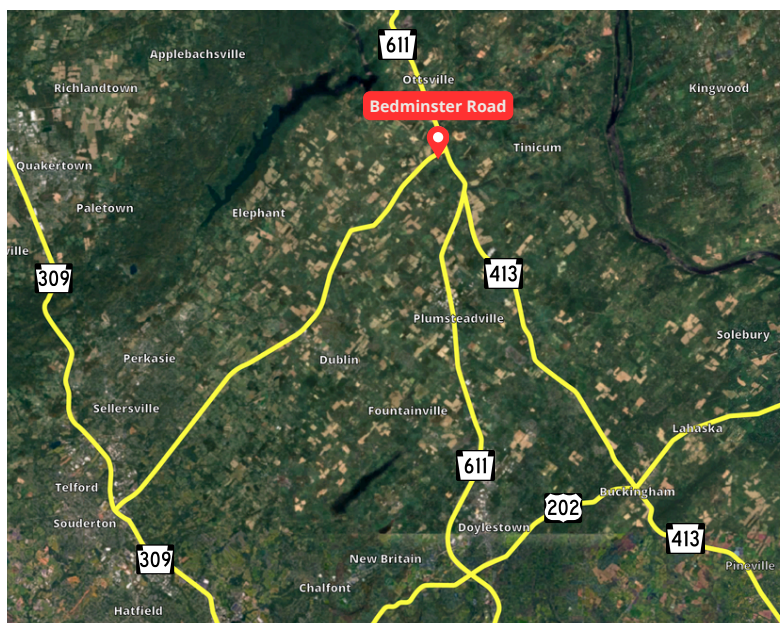 611
Applebachsville
Ottsville
Richlandtown
Kingwood
Bedminster Road
Tinicum
Quakertown
Paletown
Elephant
ville
309
413
Plumsteadville
Solebury
Perkasie
Dublin
Sellersville
Fountainville
Lahaska
611
Telford
Buckingham
202
Souderton
Doylestown
413
309
New Britain
Pineville
Chalfont
Hatfield